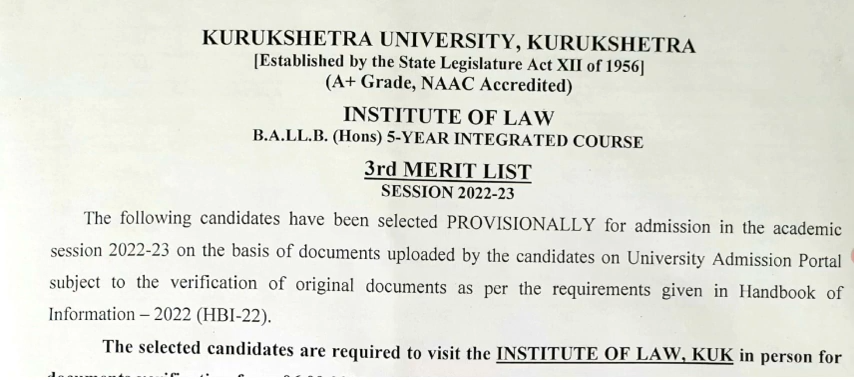 KURUKSHETRA UNIVERSITY, KURUKSHETRA
[Established by the State Legislature Act XII of 1956]
(A+ Grade, NAAC Accredited)
INSTITUTE OF LAW
B.A.LL.B. (Hons) 5-YEAR INTEGRATED COURSE
3rd MERIT LIST
SESSION 2022-23
The following candidates have been selected PROVISIONALLY for admission in the academic
session 2022-23 on the basis of documents uploaded by the candidates on University Admission Portal
subject to the verification of original documents as per the requirements given in Handbook of
Information – 2022 (HBI-22).
The selected candidates are required to visit the INSTITUTE OF LAW, KUK in person for